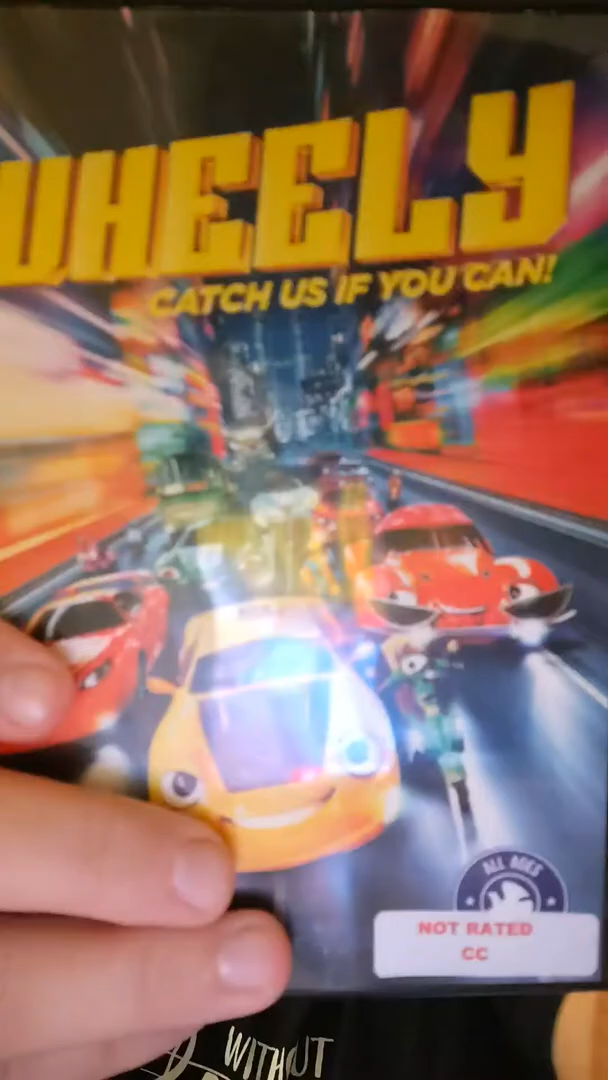 WHEELY
CATCH US IF YOU CAN!
ALL AGES
NOT RATED
CC
WITHOUT